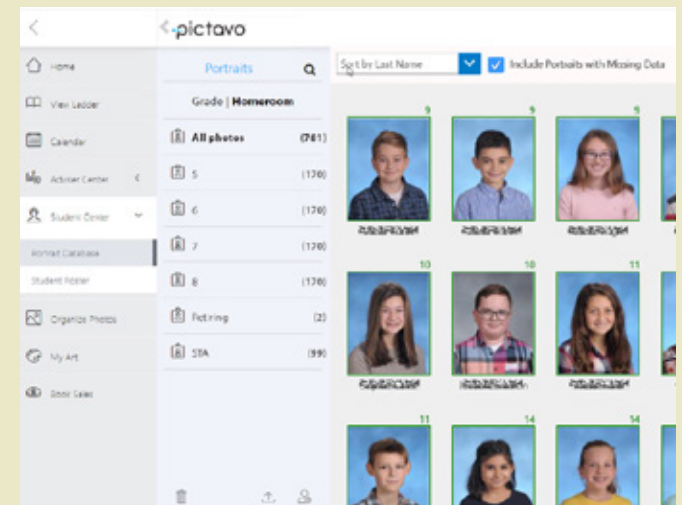 pictavo
Home
View Ladder
Calendar
Adviser Center
Student Center
Portrait Database
Student Roster
Organize Photos
My Art
Book Sales
Portraits
Grade | Homeroom
All photos (781)
5 (170)
6 (170)
7 (170)
8 (170)
Retiring (2)
STA (99)
Sort by Last Name
Include Portraits with Missing Data
9 9 9
10 10 11
11 14 14